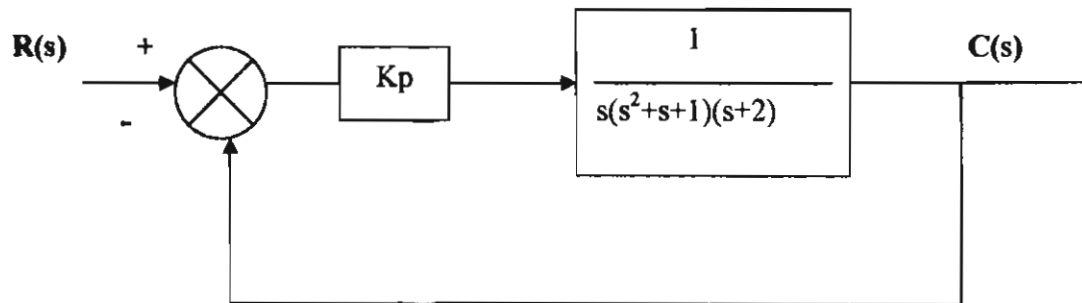 R(s)
+
-
Kp
1
s(s²+s+1)(s+2)
C(s)